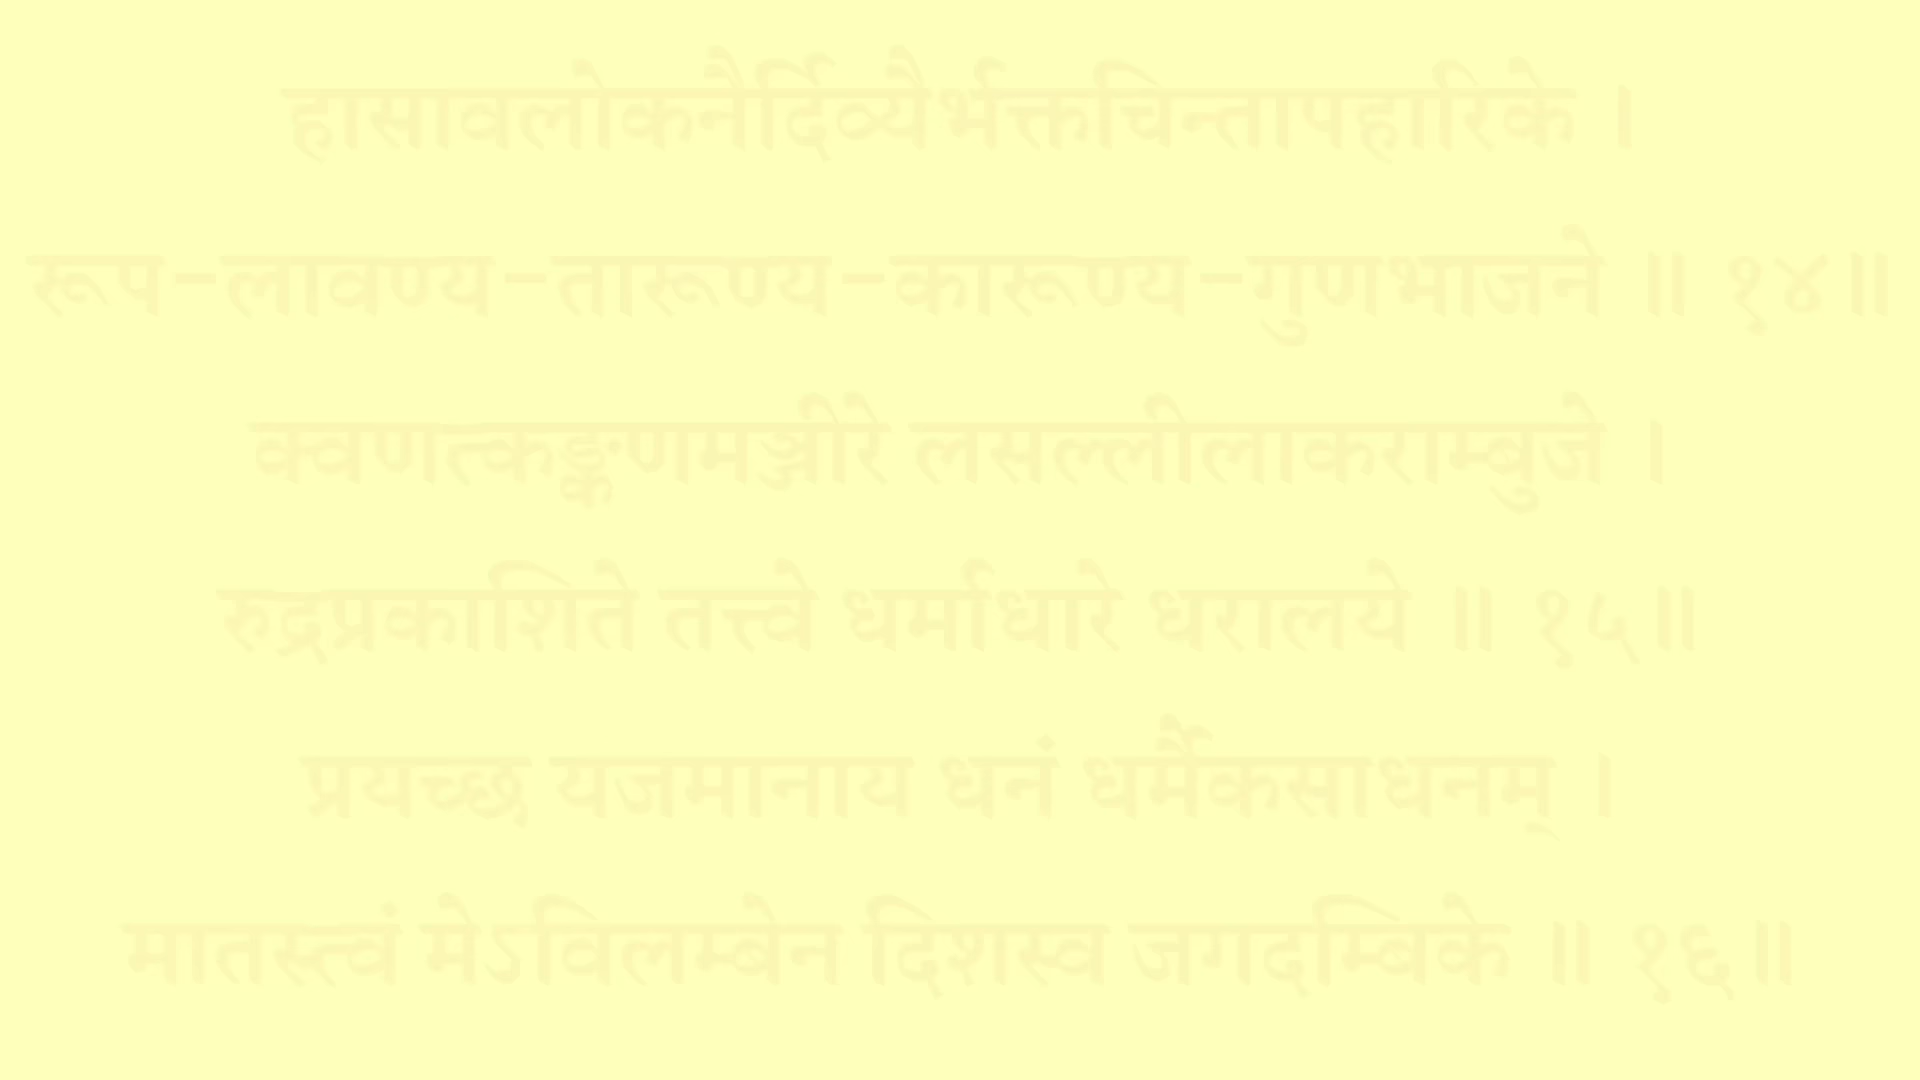 हासावलोकनैर्दिव्यैर्भक्तचिन्तापहारिके ।
रूप-लावण्य-तारूण्य-कारूण्य-गुणभाजने ॥ १४॥
क्वणत्कङ्कणमञ्जीरे लसल्लीलाकराम्बुजे ।
रुद्रप्रकाशिते तत्त्वे धर्माधारे धरालये ॥ १५॥
प्रयच्छ यजमानाय धनं धर्मैकसाधनम् ।
मातस्त्वं मेऽविलम्बेन दिशस्व जगदम्बिके ॥ १६॥